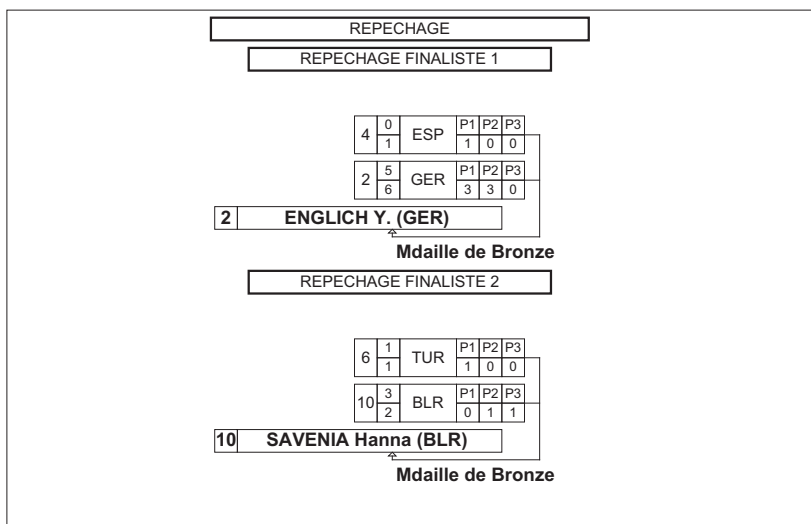 REPECHAGE
REPECHAGE FINALISTE 1
4 0 ESP P1 P2 P3
1 1 0 0
2 5 GER P1 P2 P3
6 3 3 0
2 ENGLICH Y. (GER)
Mdaille de Bronze
REPECHAGE FINALISTE 2
6 1 TUR P1 P2 P3
1 1 0 0
10 3 BLR P1 P2 P3
2 0 1 1
10 SAVENIA Hanna (BLR)
Mdaille de Bronze